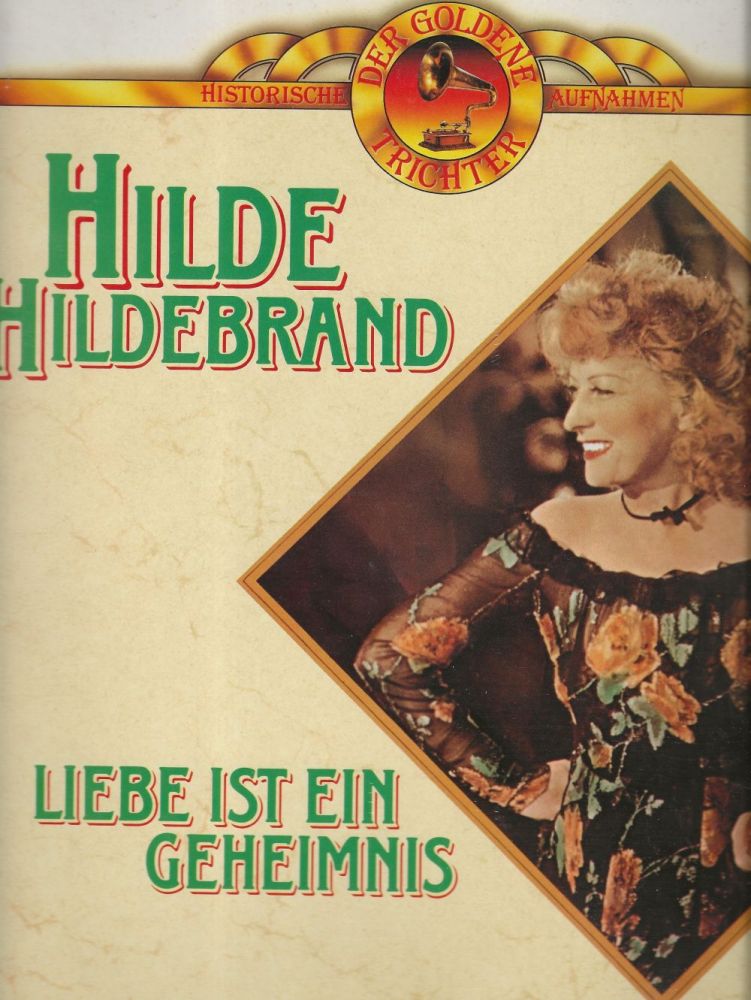 DER GOLDENE
TRICHTER
HISTORISCHE
AUFNAHMEN
HILDE
HILDEBRAND
LIEBE IST EIN
GEHEIMNIS